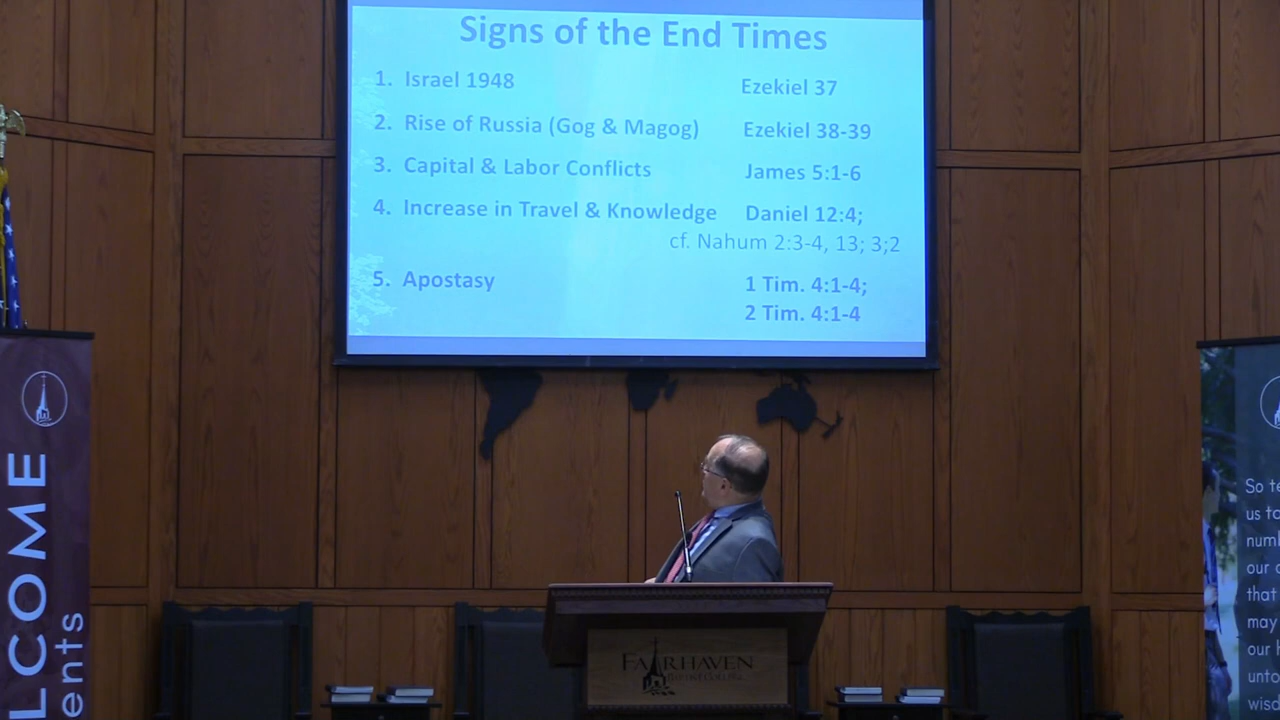 Signs of the End Times
1. Israel 1948 Ezekiel 37
2. Rise of Russia (Gog & Magog) Ezekiel 38-39
3. Capital & Labor Conflicts James 5:1-6
4. Increase in Travel & Knowledge Daniel 12:4;
cf. Nahum 2:3-4, 13; 3;2
5. Apostasy 1 Tim. 4:1-4;
2 Tim. 4:1-4
LCOME
ents
FAIRHAVEN
Baptist College
So te
us to
numb
our d
that
may
our h
unto
wisd